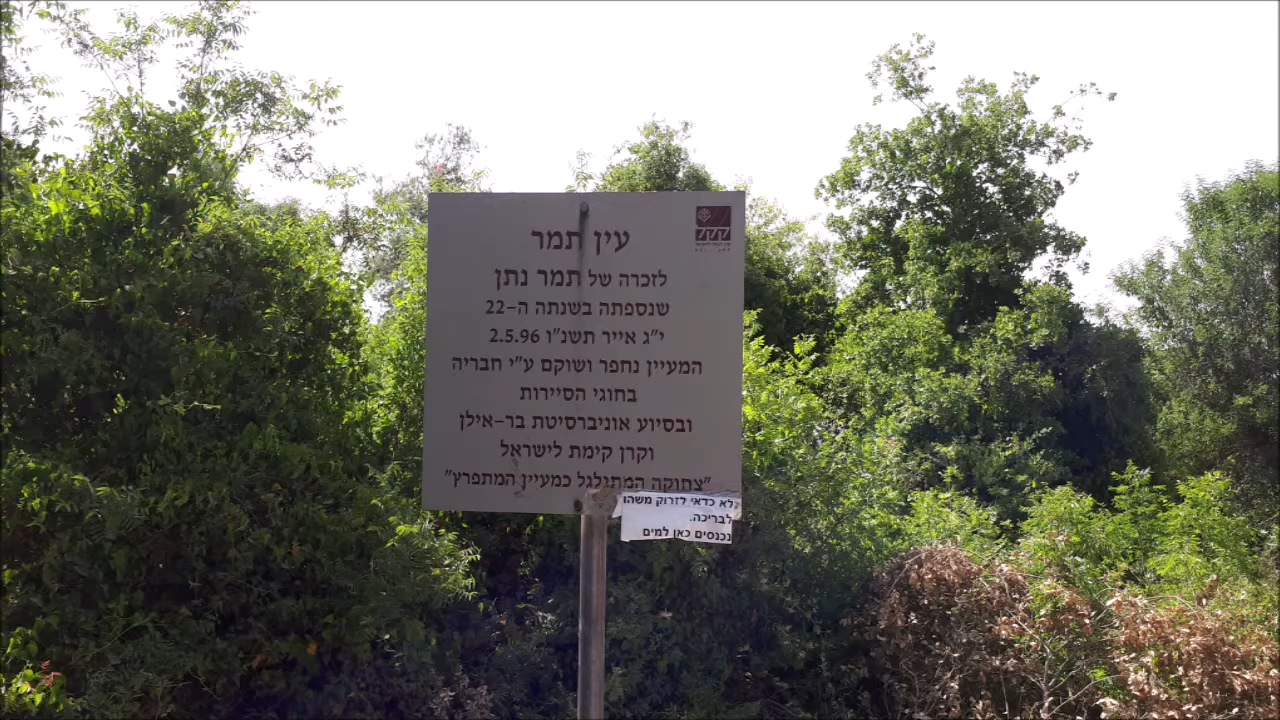 עין תמר
קקל
לזכרה של תמר נתן
שנספתה בשנתה ה-22
י"ג אייר תשנ"ו 2.5.96
המעיין נחפר ושוקם ע"י חבריה
בחוגי הסיירות
ובסיוע אוניברסיטת בר-אילן
וקרן קימת לישראל
"צחוקה המתגלגל כמעיין המתפרץ"
לא כדאי לזרוק משהו
לבריכה.
נכנסים כאן למים